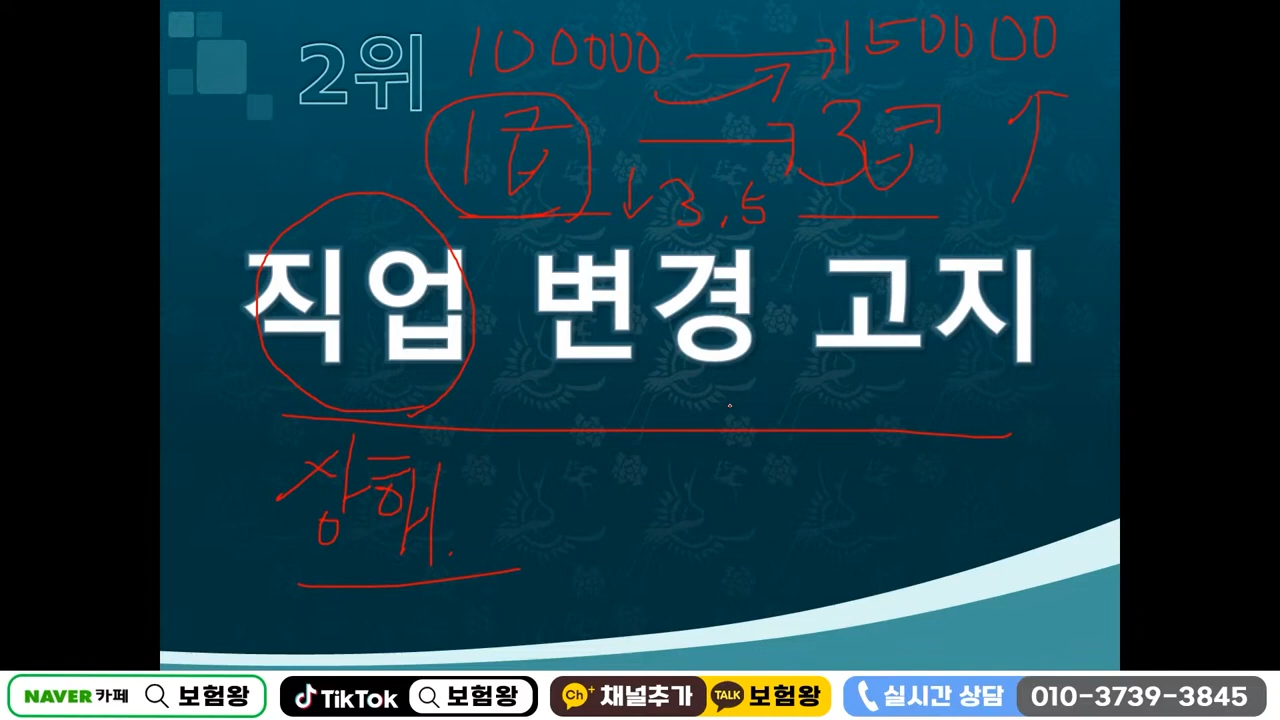 2위 100000 → 150000
1급 → 3급 ↑
↓ 3.5
직업 변경 고지
상해.
NAVER 카페 보험왕 TikTok 보험왕 Ch+ 채널추가 TALK 보험왕 실시간 상담 010-3739-3845